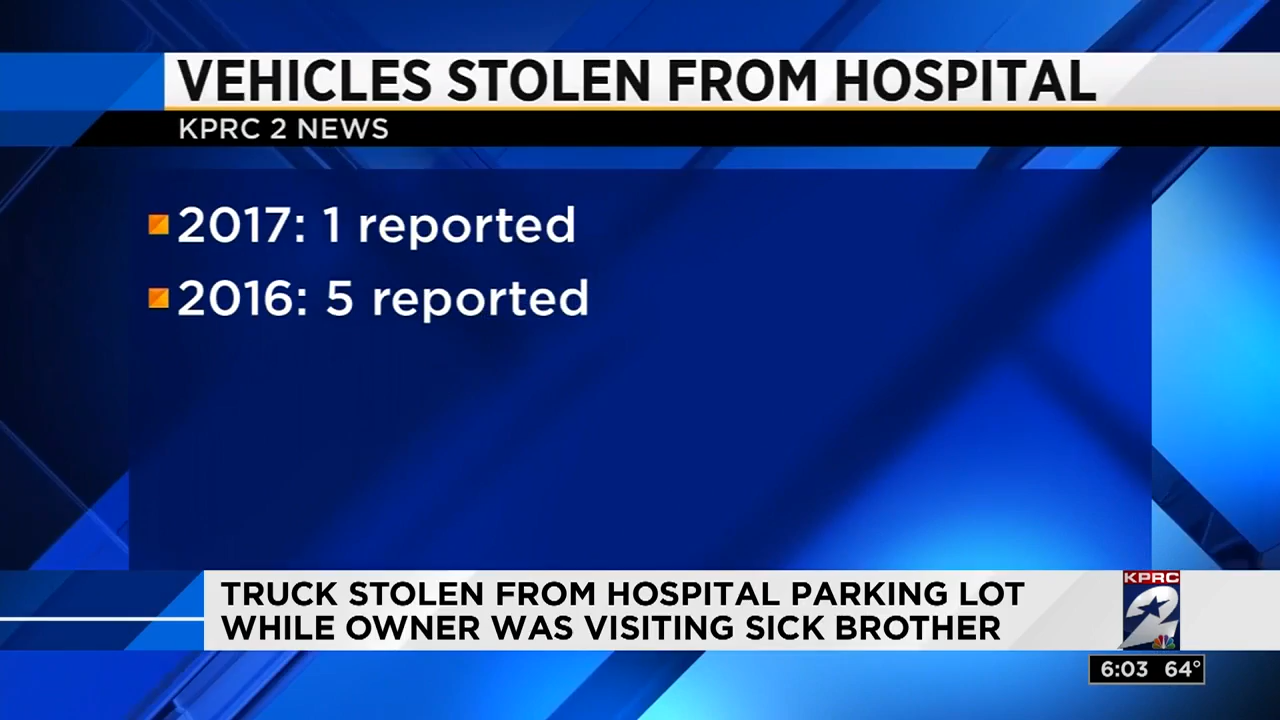 VEHICLES STOLEN FROM HOSPITAL
KPRC 2 NEWS
2017: 1 reported
2016: 5 reported
TRUCK STOLEN FROM HOSPITAL PARKING LOT
WHILE OWNER WAS VISITING SICK BROTHER
KPRC
2
6:03 64°